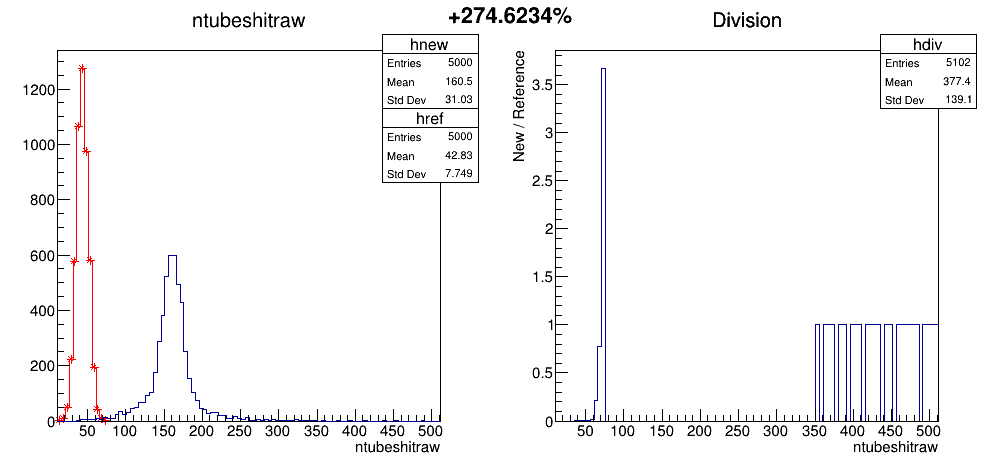 +274.6234%
ntubeshitraw
hnew
Entries 5000
Mean 160.5
Std Dev 31.03
href
Entries 5000
Mean 42.83
Std Dev 7.749
1200
1000
800
600
400
200
0
50 100 150 200 250 300 350 400 450 500
ntubeshitraw
Division
hdiv
Entries 5102
Mean 377.4
Std Dev 139.1
New / Reference
3.5
3
2.5
2
1.5
1
0.5
0
50 100 150 200 250 300 350 400 450 500
ntubeshitraw